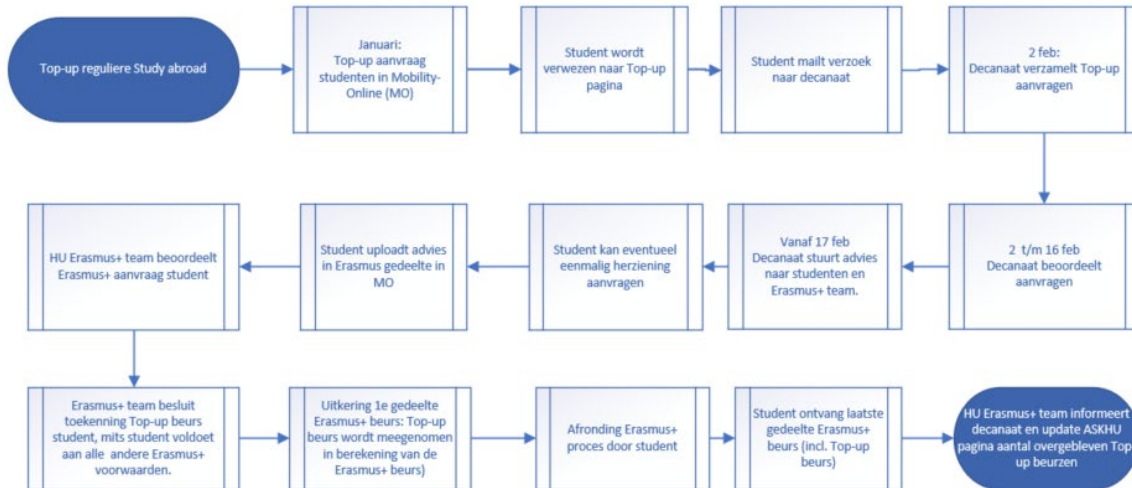 Top-up reguliere Study abroad
Januari:
Top-up aanvraag
studenten in Mobility-
Online (MO)
Student wordt
verwezen naar Top-up
pagina
Student mailt verzoek
naar decanaat
2 feb:
Decanaat verzamelt Top-up
aanvragen
2 t/m 16 feb
Decanaat beoordeelt
aanvragen
Vanaf 17 feb
Decanaat stuurt advies
naar studenten en
Erasmus+ team.
Student kan eventueel
eenmalig herziening
aanvragen
Student uploadt advies
in Erasmus gedeelte in
MO
HU Erasmus+ team beoordeelt
Erasmus+ aanvraag student
Erasmus+ team besluit
toekenning Top-up beurs
student, mits student voldoet
aan alle andere Erasmus+
voorwaarden.
Uitkering 1e gedeelte
Erasmus+ beurs: Top-up
beurs wordt meegenomen
in berekening van de
Erasmus+ beurs)
Afronding Erasmus+
proces door student
Student ontvang laatste
gedeelte Erasmus+
beurs (incl. Top-up
beurs)
HU Erasmus+ team informeert
decanaat en update ASKHU
pagina aantal overgebleven Top-
up beurzen